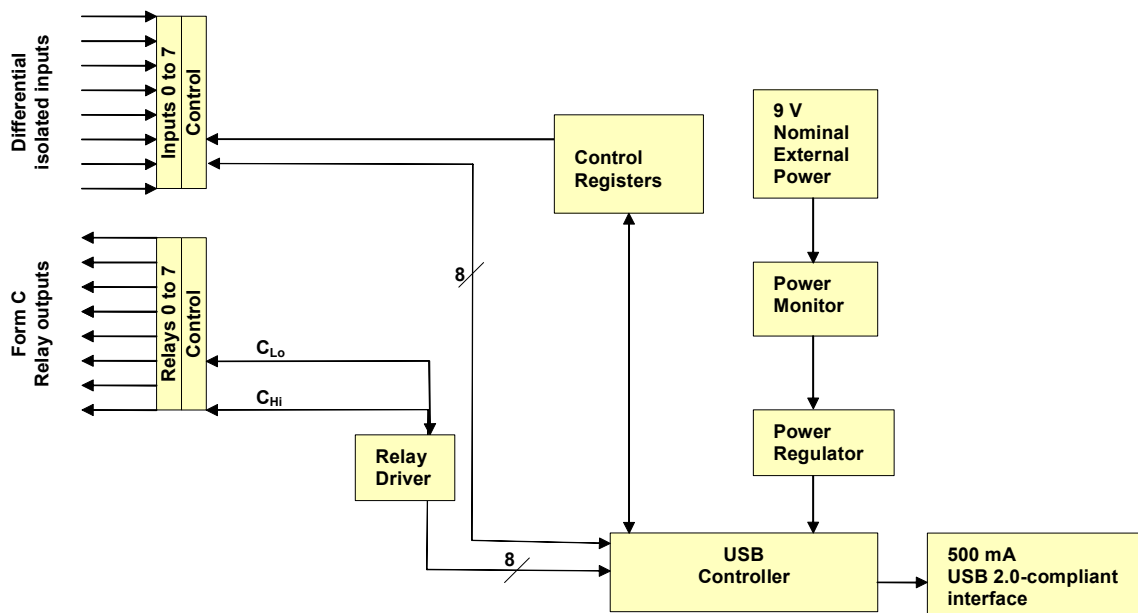 Differential
isolated inputs
Inputs 0 to 7
Control
Control
Registers
9 V
Nominal
External
Power
8
Power
Monitor
Form C
Relay outputs
Relays 0 to 7
Control
C_Lo
C_Hi
Relay
Driver
Power
Regulator
8
USB
Controller
500 mA
USB 2.0-compliant
interface